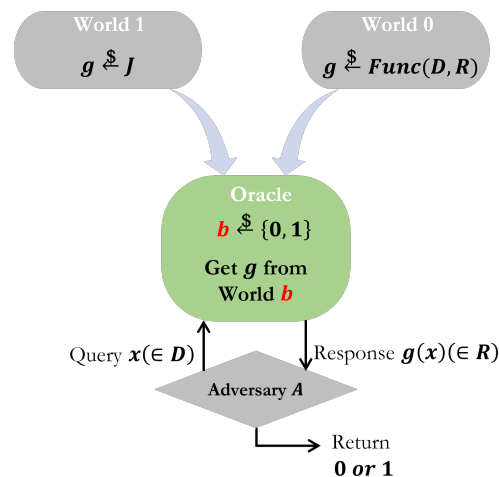 World 1
g $← J
World 0
g $← Func(D, R)
Oracle
b $← {0, 1}
Get g from
World b
Query x(∈ D)
Response g(x)(∈ R)
Adversary A
Return
0 or 1